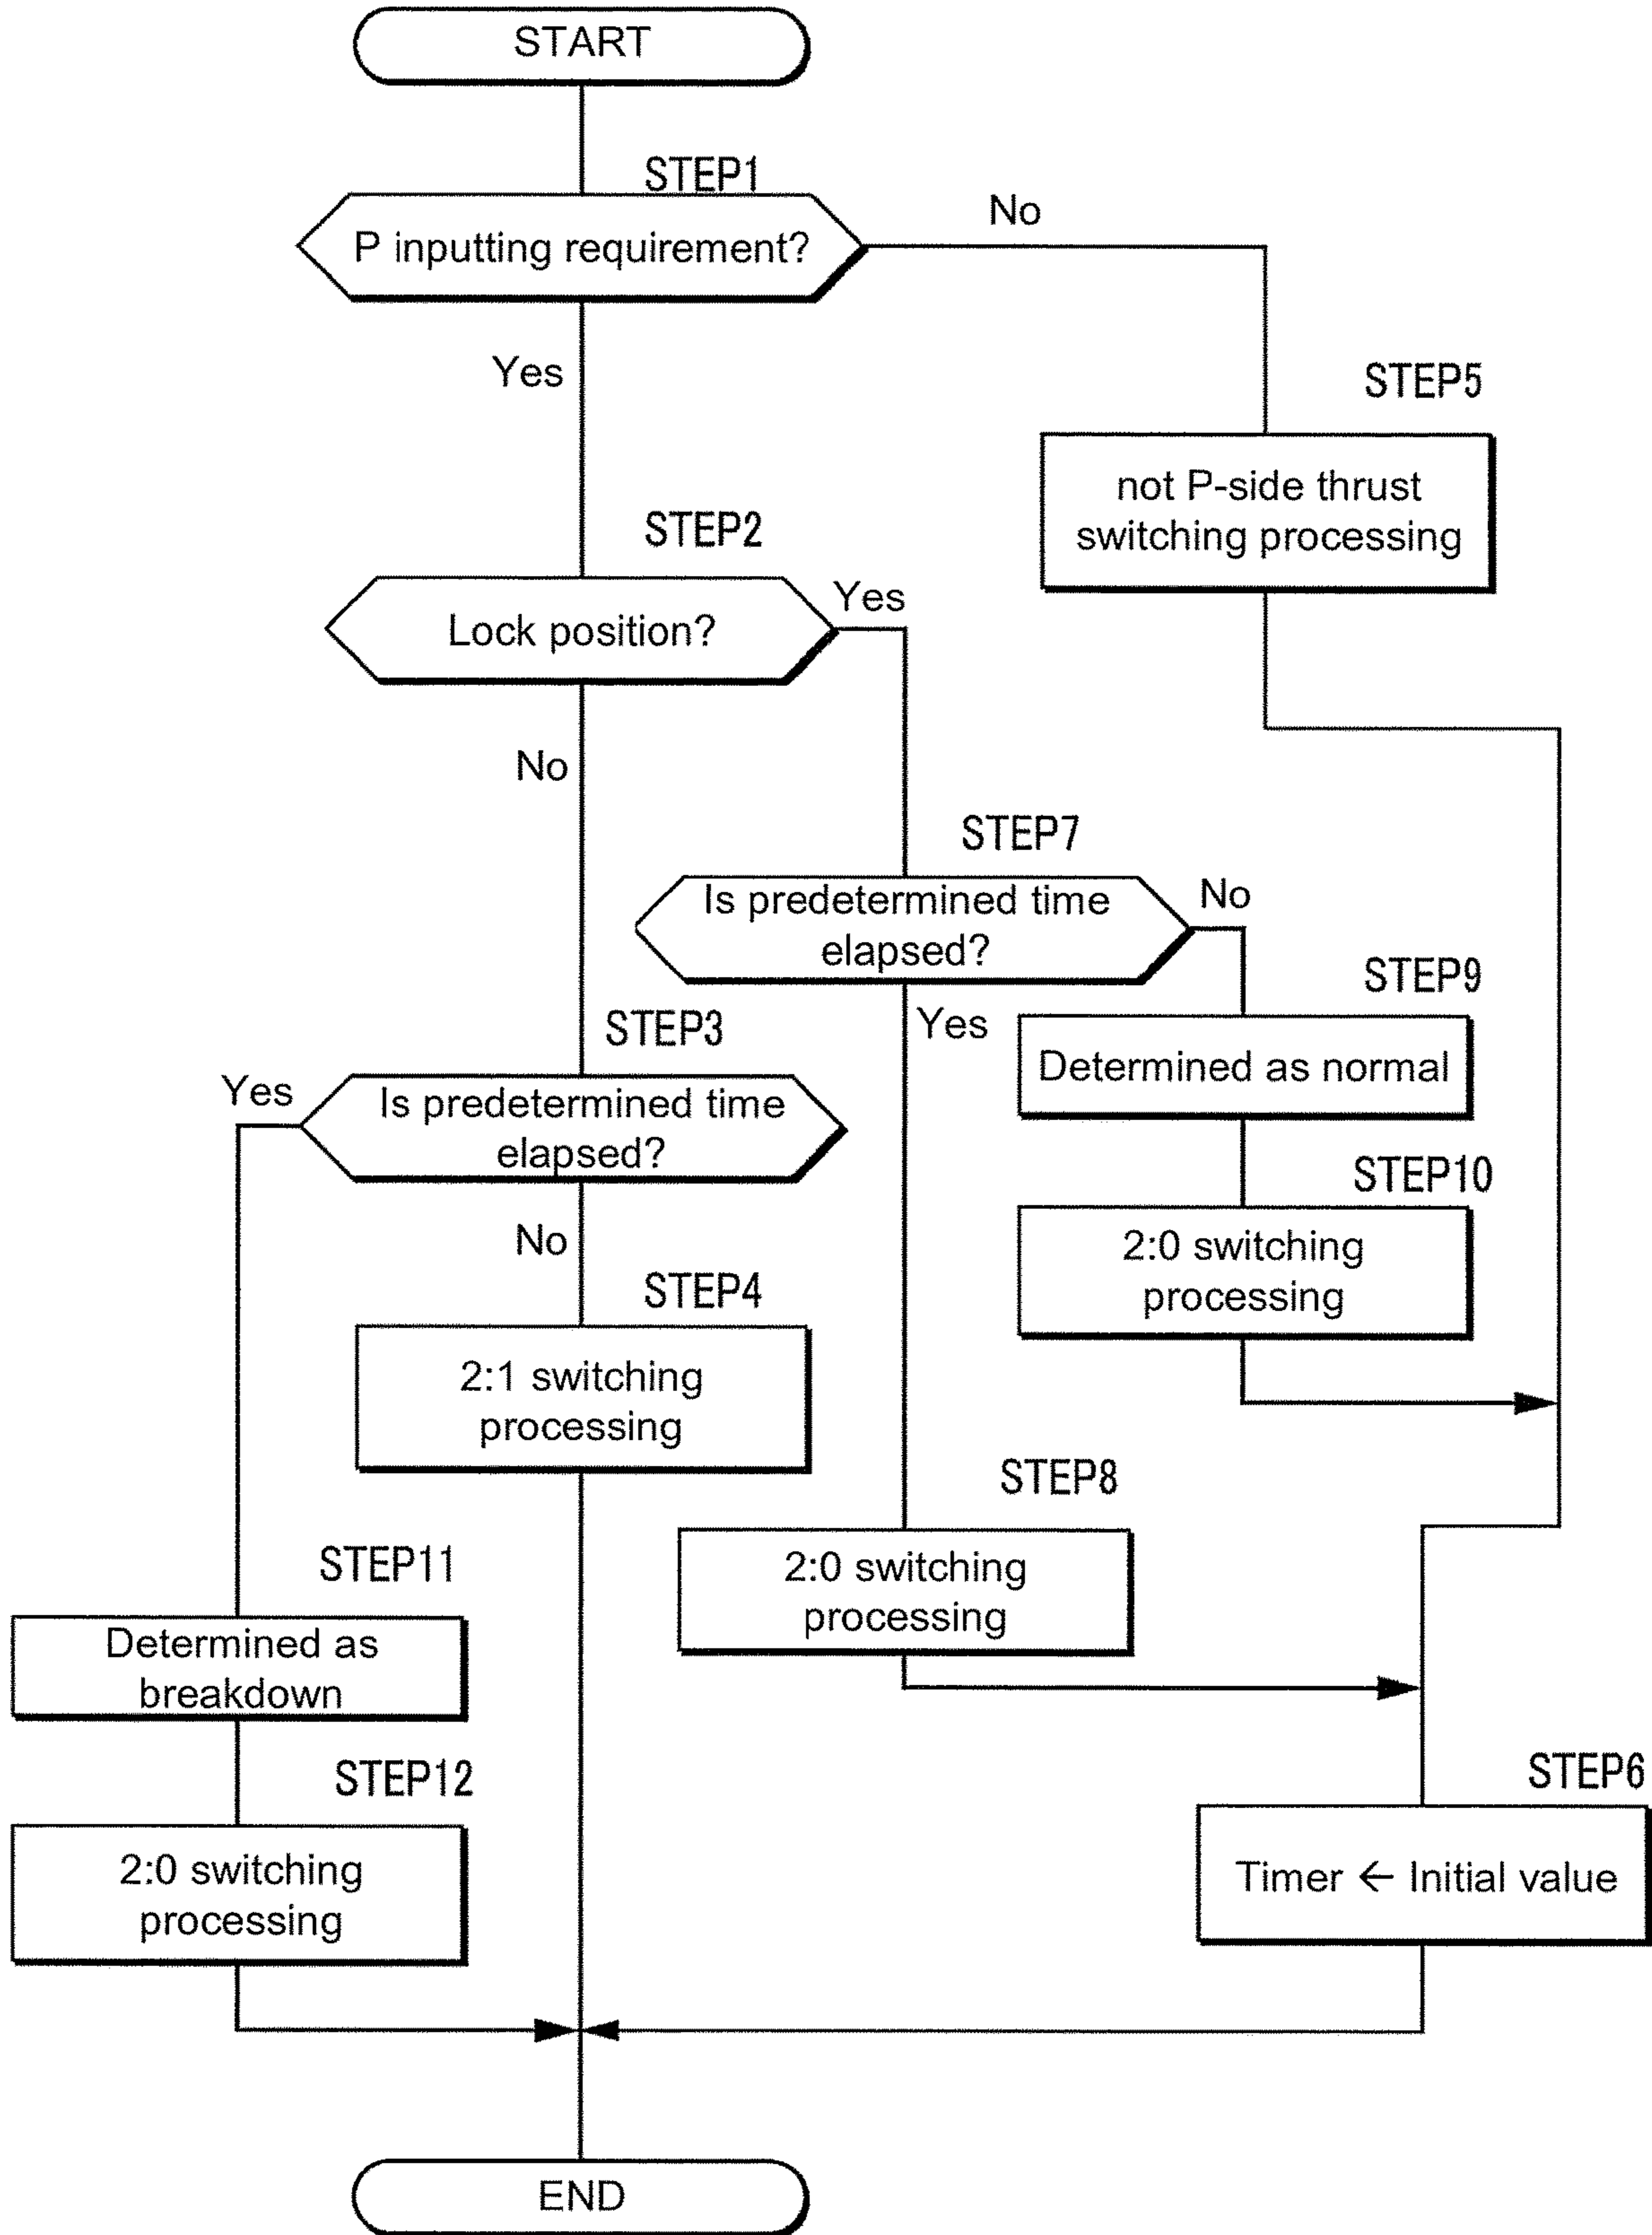 START
STEP1
P inputting requirement?
No
Yes
STEP5
not P-side thrust
switching processing
STEP2
Lock position?
Yes
No
STEP7
Is predetermined time
elapsed?
No
Yes
STEP9
Determined as normal
STEP10
2:0 switching
processing
STEP3
Yes
Is predetermined time
elapsed?
No
STEP4
2:1 switching
processing
STEP8
2:0 switching
processing
STEP11
Determined as
breakdown
STEP12
2:0 switching
processing
STEP6
Timer ← Initial value
END